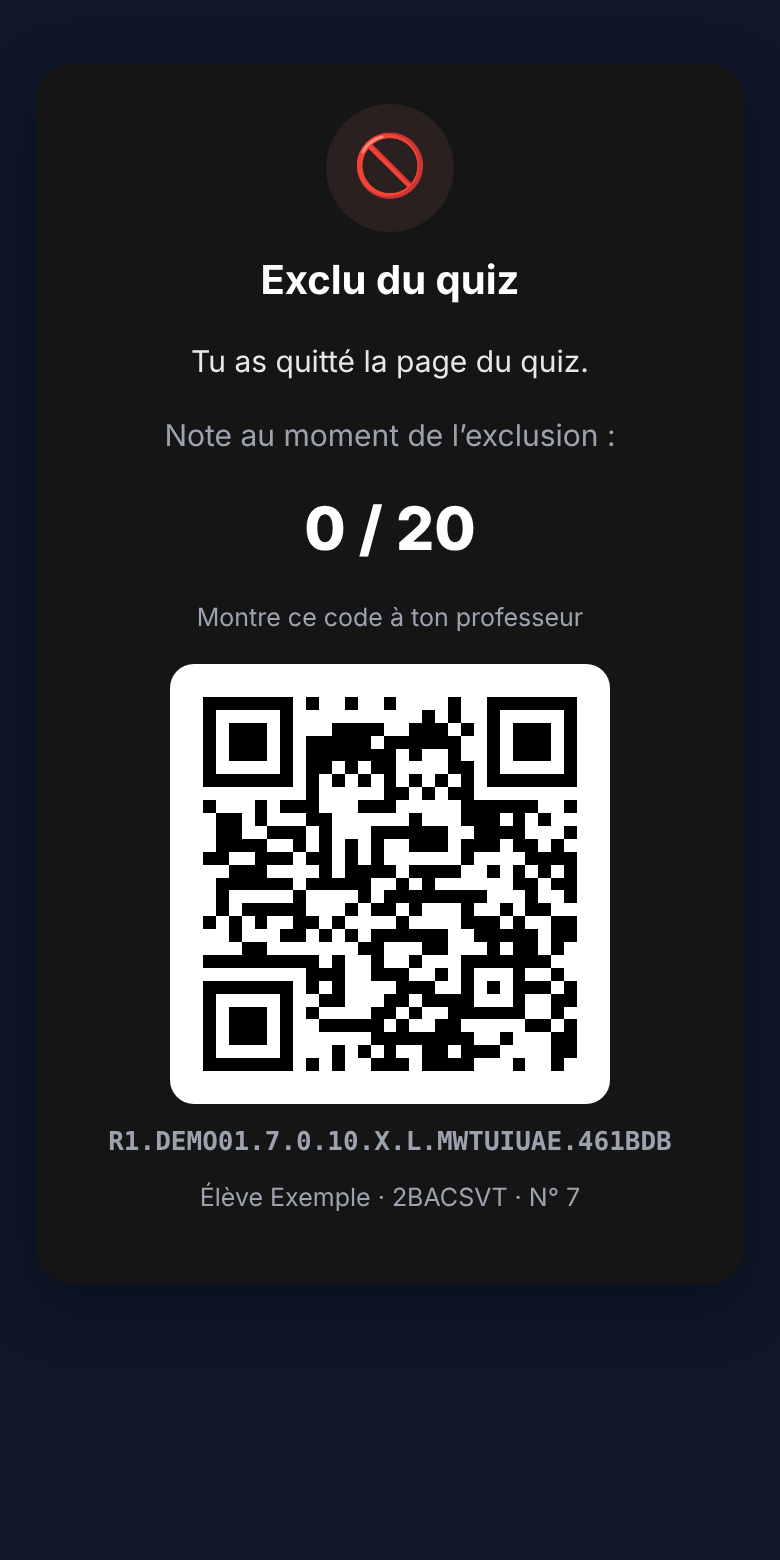 Exclu du quiz
Tu as quitté la page du quiz.
Note au moment de l’exclusion :
0 / 20
Montre ce code à ton professeur
R1.DEMO01.7.0.10.X.L.MWTUIUAE.461BDB
Élève Exemple · 2BACSVT · N° 7